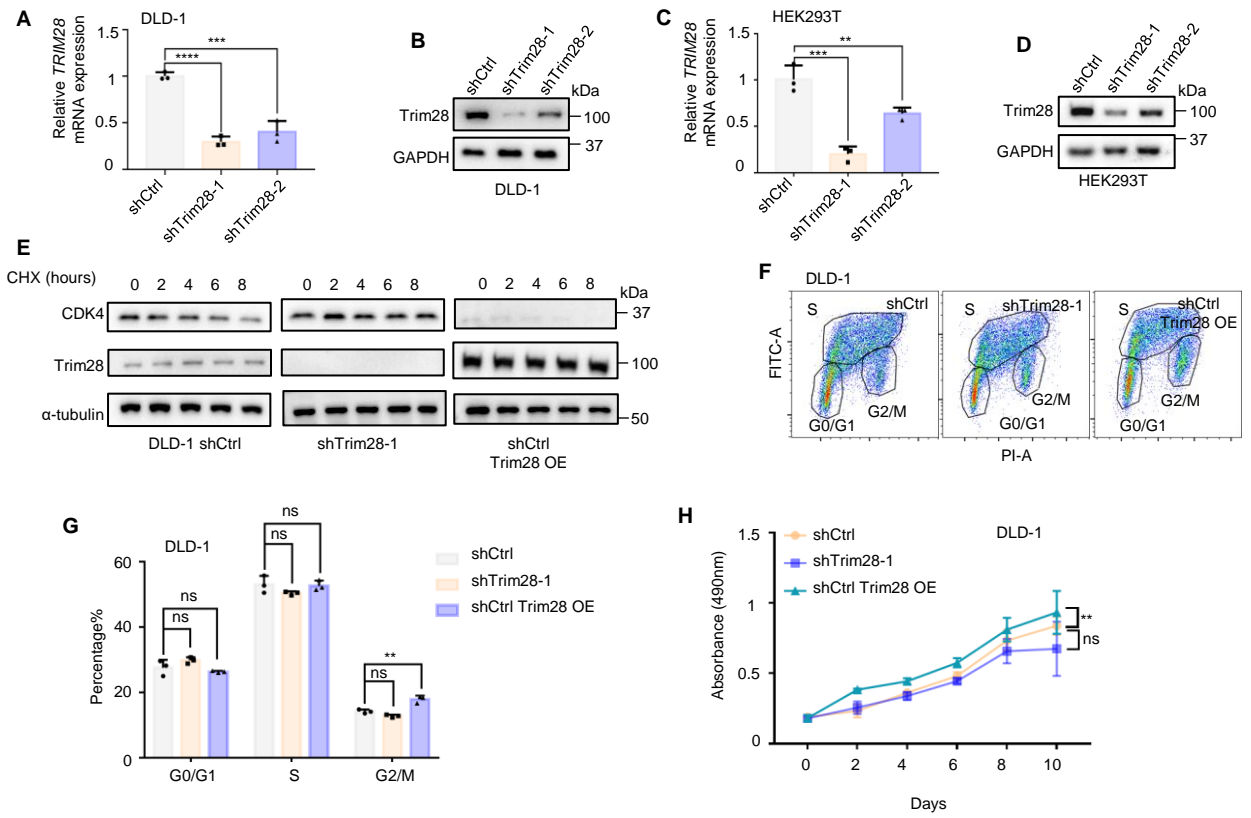 A
DLD-1
Relative TRIM28
mRNA expression
1.5
1
0.5
0
***
****
shCtrl
shTrim28-1
shTrim28-2
B
shCtrl
shTrim28-1
shTrim28-2
kDa
Trim28
100
37
GAPDH
DLD-1
C
HEK293T
Relative TRIM28
mRNA expression
1.5
1.0
0.5
0
**
***
shCtrl
shTrim28-1
shTrim28-2
D
shCtrl
shTrim28-1
shTrim28-2
kDa
Trim28
100
37
GAPDH
HEK293T
E
CHX (hours)
0 2 4 6 8
0 2 4 6 8
0 2 4 6 8
kDa
CDK4
37
Trim28
100
α-tubulin
50
DLD-1 shCtrl
shTrim28-1
shCtrl
Trim28 OE
F
DLD-1
FITC-A
S
shCtrl
G2/M
G0/G1
S
shTrim28-1
G2/M
G0/G1
S
shCtrl
Trim28 OE
G2/M
G0/G1
PI-A
G
DLD-1
Percentage%
60
40
20
0
ns
ns
ns
ns
**
ns
G0/G1
S
G2/M
shCtrl
shTrim28-1
shCtrl Trim28 OE
H
DLD-1
Absorbance (490nm)
1.5
1
0.5
0
shCtrl
shTrim28-1
shCtrl Trim28 OE
**
ns
0 2 4 6 8 10
Days